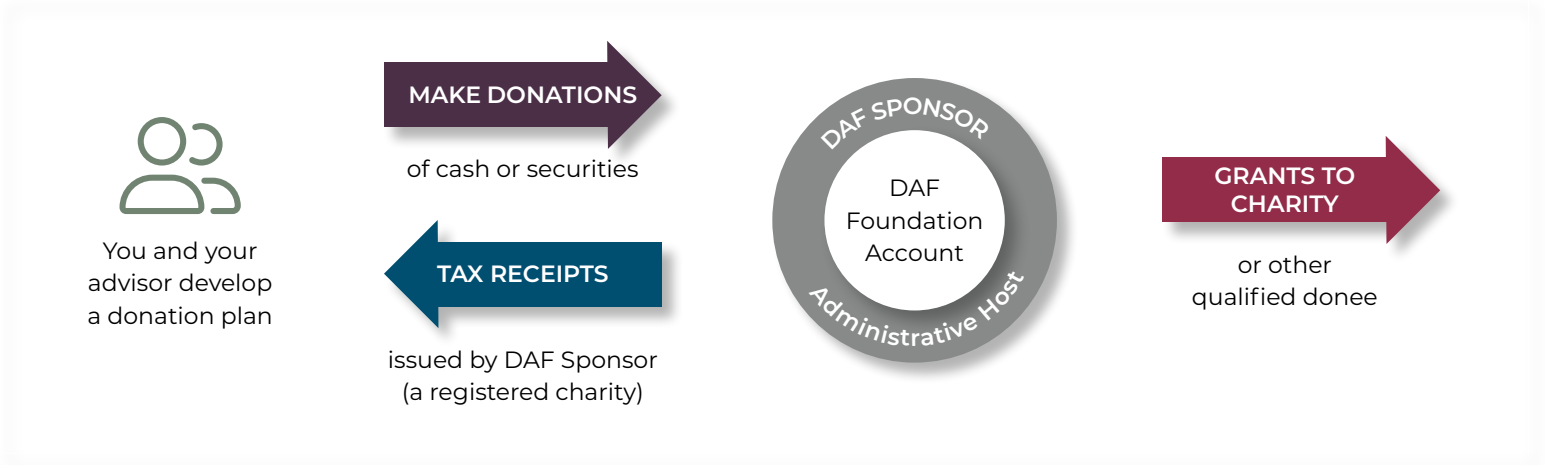 You and your
advisor develop
a donation plan
MAKE DONATIONS
of cash or securities
TAX RECEIPTS
issued by DAF Sponsor
(a registered charity)
DAF SPONSOR
DAF
Foundation
Account
Administrative Host
GRANTS TO
CHARITY
or other
qualified donee